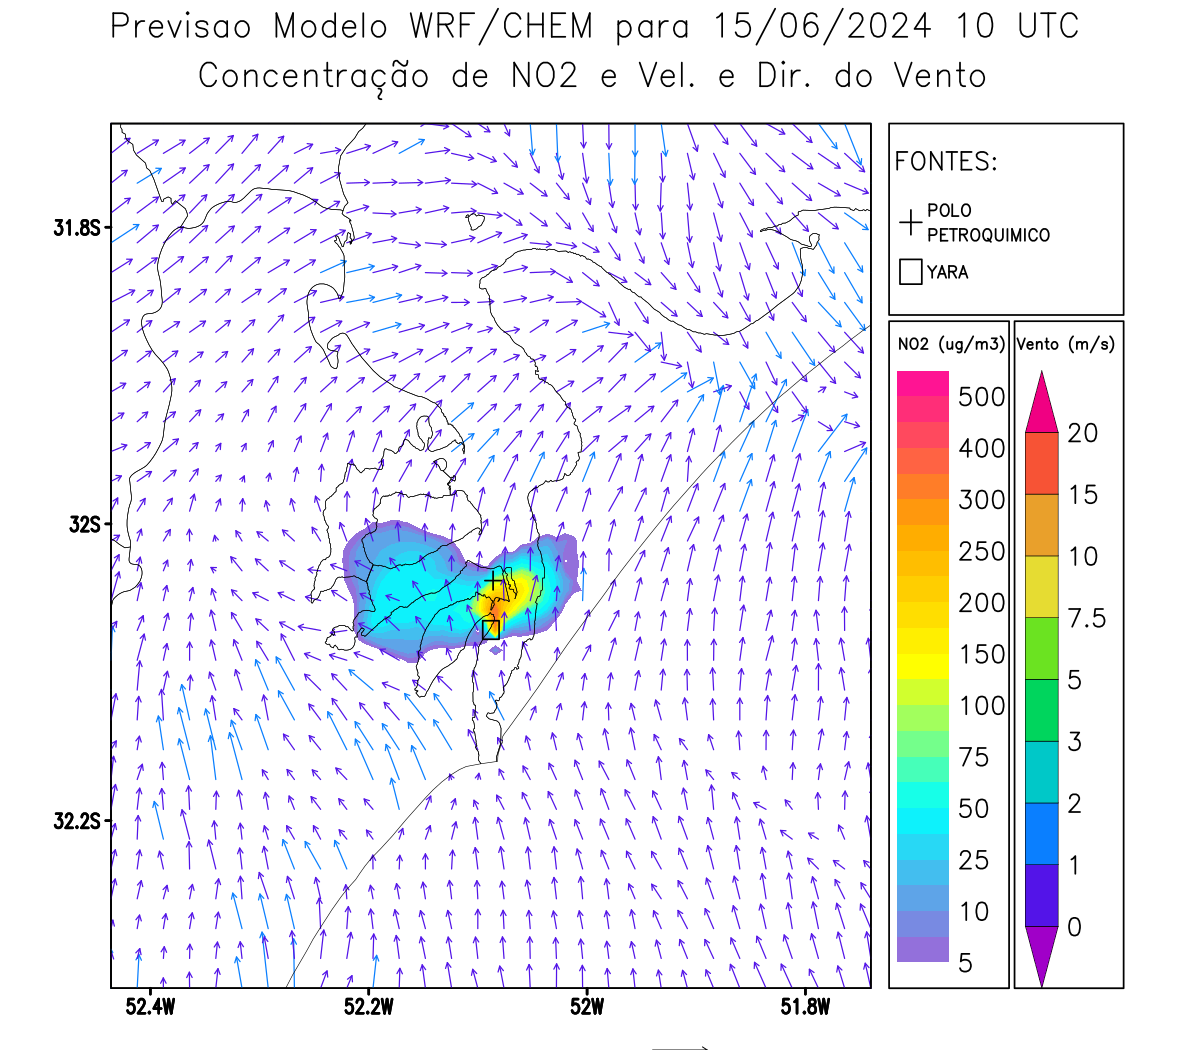 Previsao Modelo WRF/CHEM para 15/06/2024 10 UTC
Concentração de NO2 e Vel. e Dir. do Vento
FONTES:
POLO
PETROQUIMICO
YARA
31.8S
32S
32.2S
52.4W
52.2W
52W
51.8W
NO2 (ug/m3)
500
400
300
250
200
150
100
75
50
25
10
5
Vento (m/s)
20
15
10
7.5
5
3
2
1
0